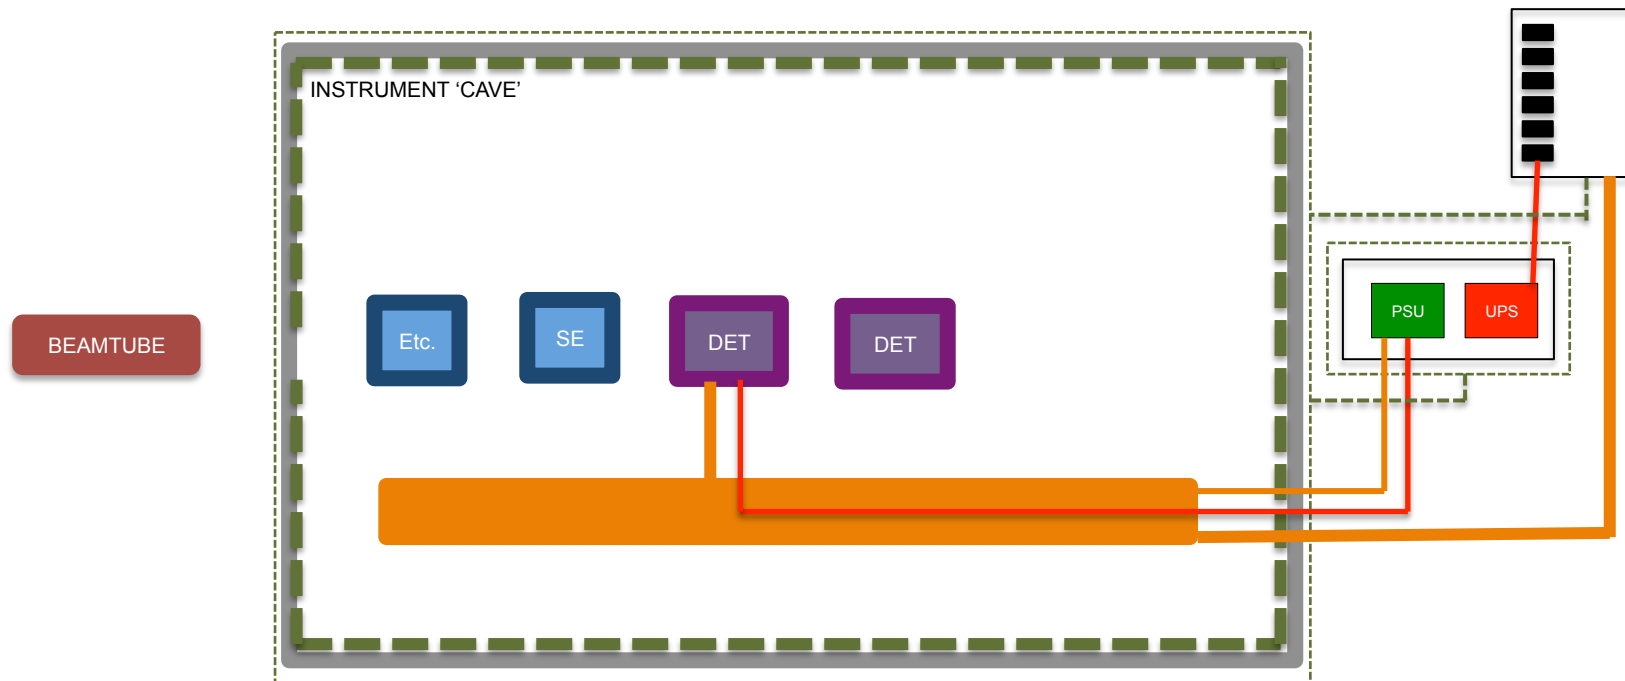 INSTRUMENT ‘CAVE’
BEAMTUBE
Etc.
SE
DET
DET
PSU
UPS